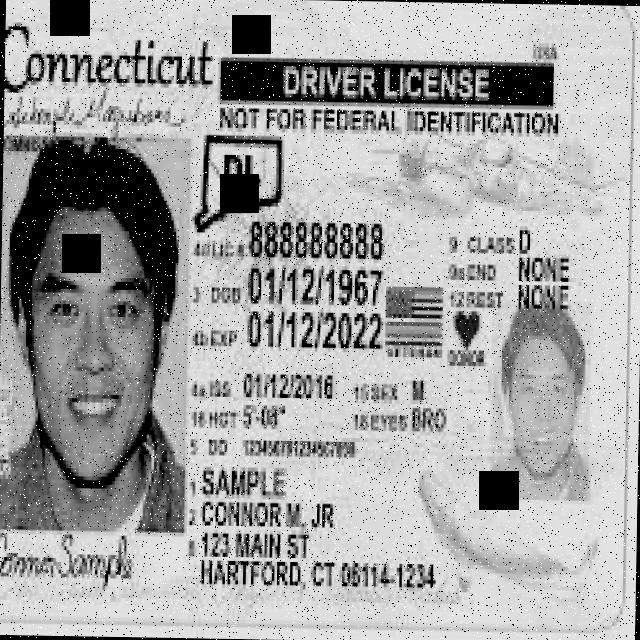 Connecticut
USA
DRIVER LICENSE
NOT FOR FEDERAL IDENTIFICATION
DL
4d LIC# 888888888
9 CLASS D
3 DOB 01/12/1967
9a END NONE
12 REST NONE
4b EXP 01/12/2022
VETERAN
DONOR
4a ISS 01/12/2016 15 SEX M
16 HGT 5'-08" 18 EYES BRO
5 DD
1 SAMPLE
2 CONNOR M, JR
8 123 MAIN ST
HARTFORD, CT 06114-1234
Connor Sample